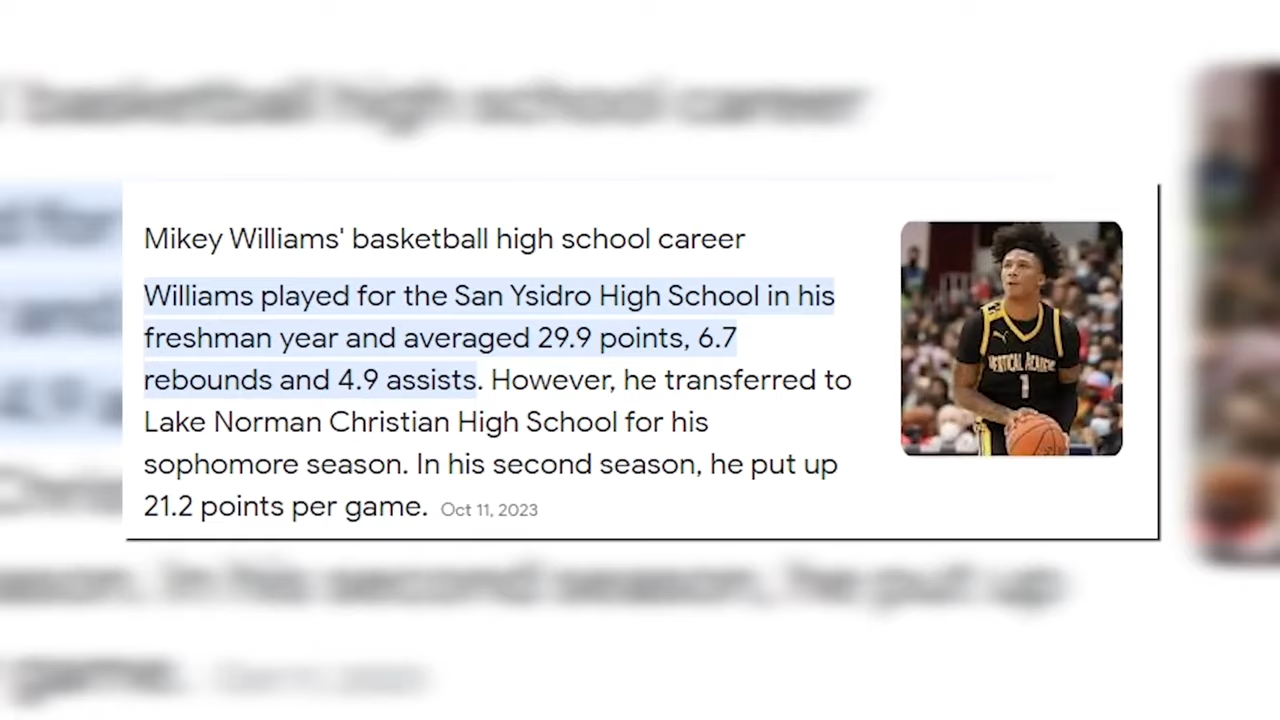 Mikey Williams' basketball high school career
Williams played for the San Ysidro High School in his
freshman year and averaged 29.9 points, 6.7
rebounds and 4.9 assists. However, he transferred to
Lake Norman Christian High School for his
sophomore season. In his second season, he put up
21.2 points per game. Oct 11, 2023
VERTICAL ACADEMY
1